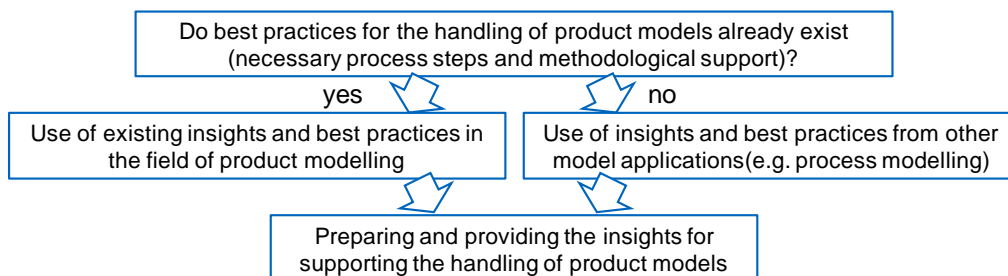 Do best practices for the handling of product models already exist
(necessary process steps and methodological support)?
yes
no
Use of existing insights and best practices in
the field of product modelling
Use of insights and best practices from other
model applications(e.g. process modelling)
Preparing and providing the insights for
supporting the handling of product models